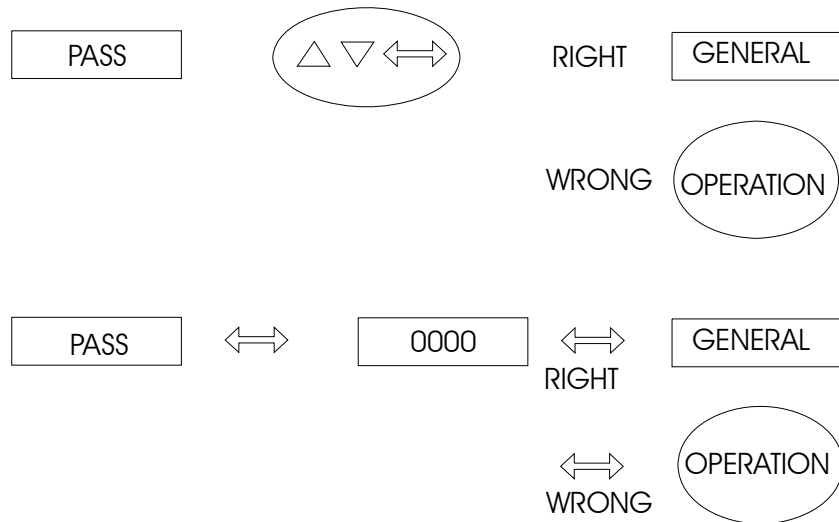 PASS RIGHT GENERAL
WRONG OPERATION
PASS 0000 GENERAL
RIGHT
OPERATION
WRONG